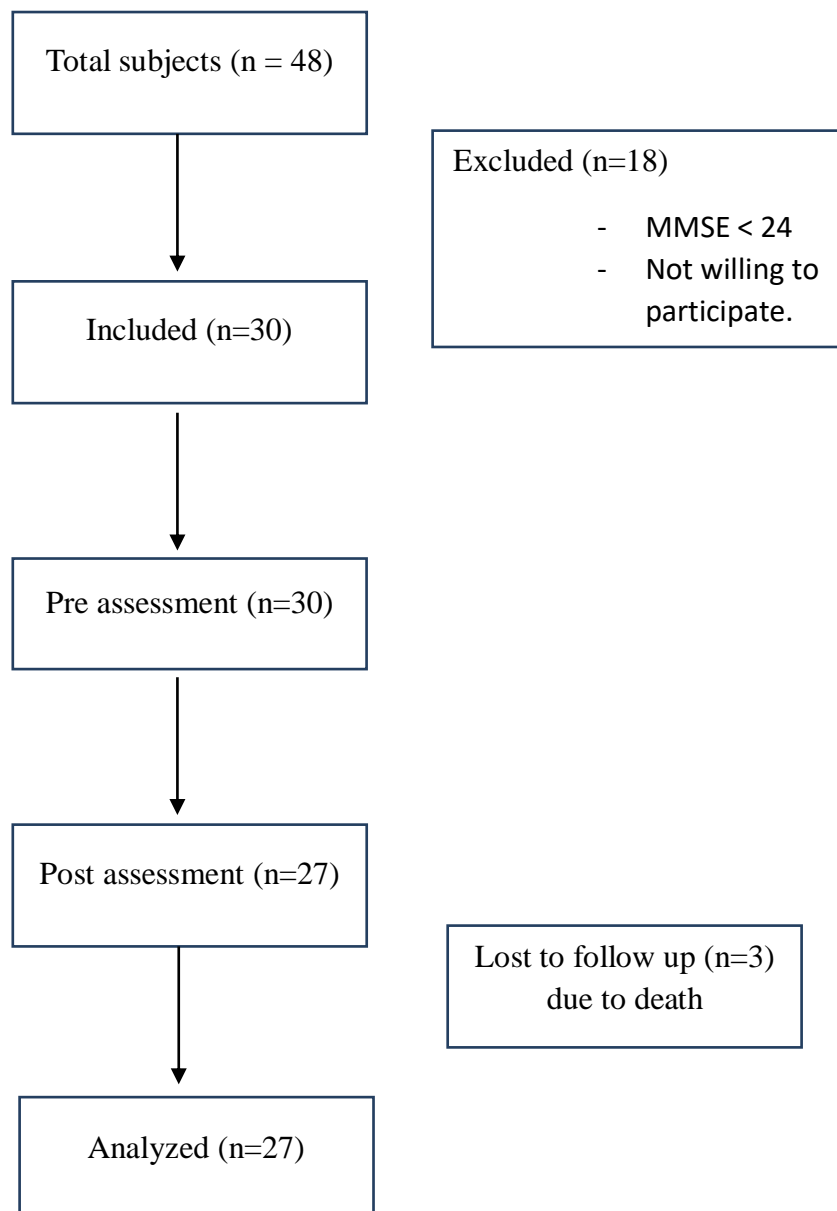 Total subjects (n = 48)
Excluded (n=18)
- MMSE < 24
- Not willing to
participate.
Included (n=30)
Pre assessment (n=30)
Post assessment (n=27)
Lost to follow up (n=3)
due to death
Analyzed (n=27)